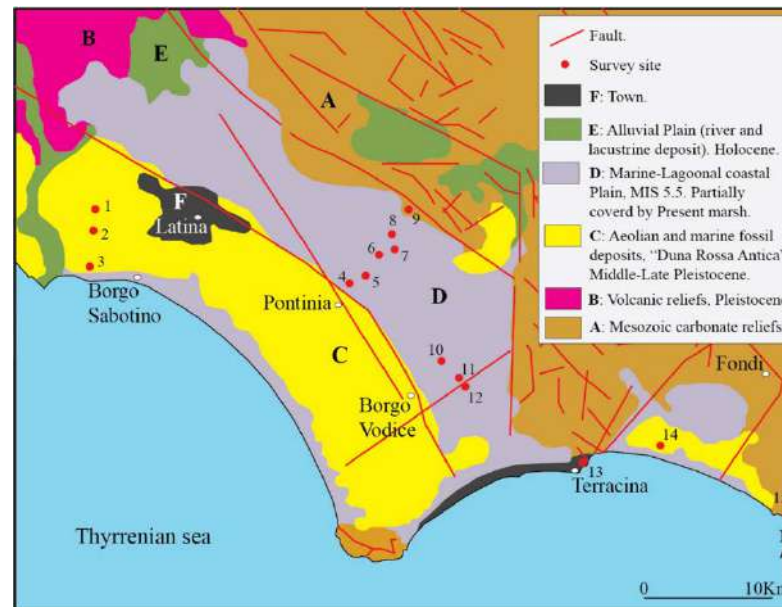 B
E
A
Fault.
Survey site
F: Town.
E: Alluvial Plain (river and
lacustrine deposit). Holocene.
D: Marine-Lagoonal coastal
Plain, MIS 5.5. Partially
coverd by Present marsh.
C: Aeolian and marine fossil
deposits, “Duna Rossa Antica”
Middle-Late Pleistocene.
B: Volcanic reliefs, Pleistocen
A: Mesozoic carbonate reliefs
F
Latina
1
2
3
9
8
7
6
5
4
D
Borgo
Sabotino
Pontinia
C
10
11
12
Borgo
Vodice
Fondi
14
13
Terracina
Thyrrenian sea
0
10K